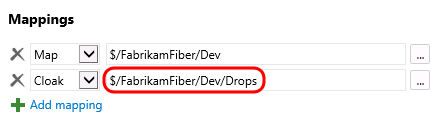 Mappings
Map $/FabrikamFiber/Dev ...
Cloak $/FabrikamFiber/Dev/Drops ...
Add mapping